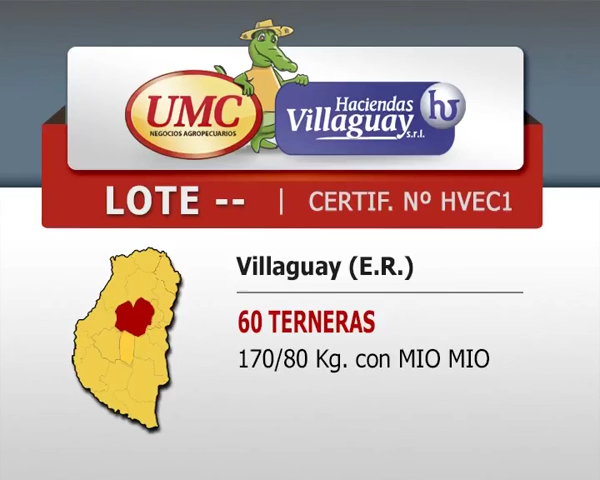 UMC
NEGOCIOS AGROPECUARIOS
Haciendas
Villaguay
s.r.l.
hv
LOTE -- | CERTIF. Nº HVEC1
Villaguay (E.R.)
60 TERNERAS
170/80 Kg. con MIO MIO